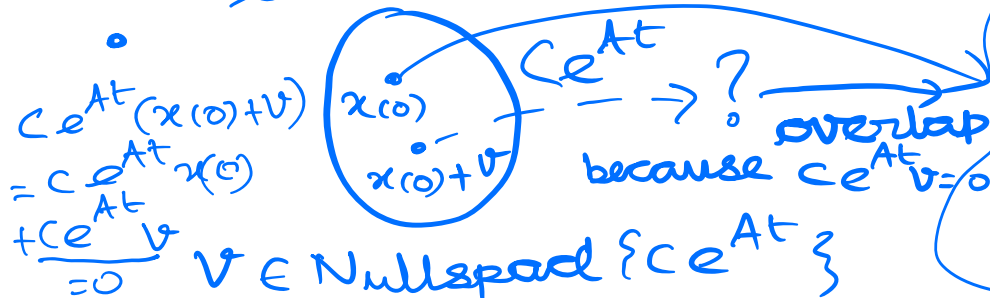 Ce^{At}(x(0)+v)
= Ce^{At} x(0)
+Ce^{At} v
=0
x(0)
x(0)+v
Ce^{At}
?
overlap
because Ce^{At}v=0
v ∈ Nullspad {Ce^{At}}